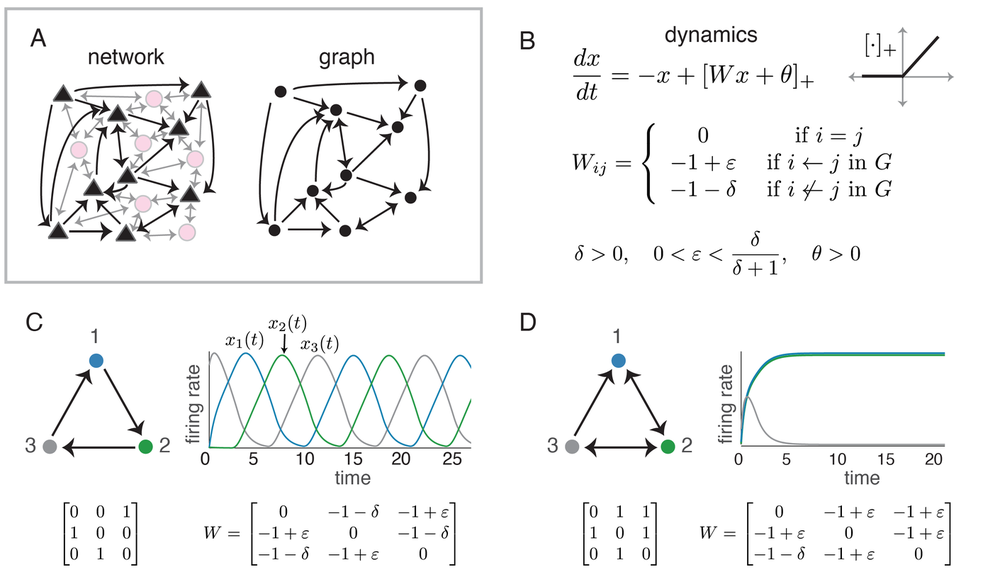 A
network graph
B
dynamics
[·]₊
dx/dt = −x + [Wx + θ]₊
Wᵢⱼ = { 0 if i = j
−1 + ε if i ← j in G
−1 − δ if i ↚ j in G
δ > 0, 0 < ε < δ/(δ + 1), θ > 0
C
1
3 2
firing rate
x₁(t) x₂(t) x₃(t)
0 5 10 15 20 25
time
[0 0 1
1 0 0
0 1 0]
W = [0 −1 − δ −1 + ε
−1 + ε 0 −1 − δ
−1 − δ −1 + ε 0]
D
1
3 2
firing rate
0 5 10 15 20
time
[0 1 1
1 0 1
0 1 0]
W = [0 −1 + ε −1 + ε
−1 + ε 0 −1 + ε
−1 − δ −1 + ε 0]